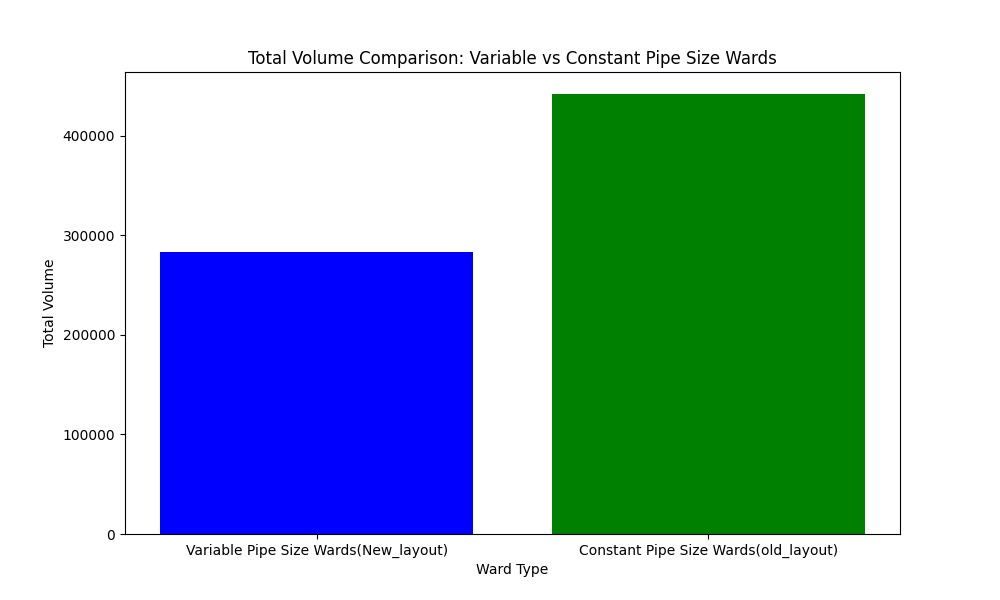 Total Volume Comparison: Variable vs Constant Pipe Size Wards
400000
300000
200000
100000
0
Total Volume
Variable Pipe Size Wards(New_layout)
Constant Pipe Size Wards(old_layout)
Ward Type